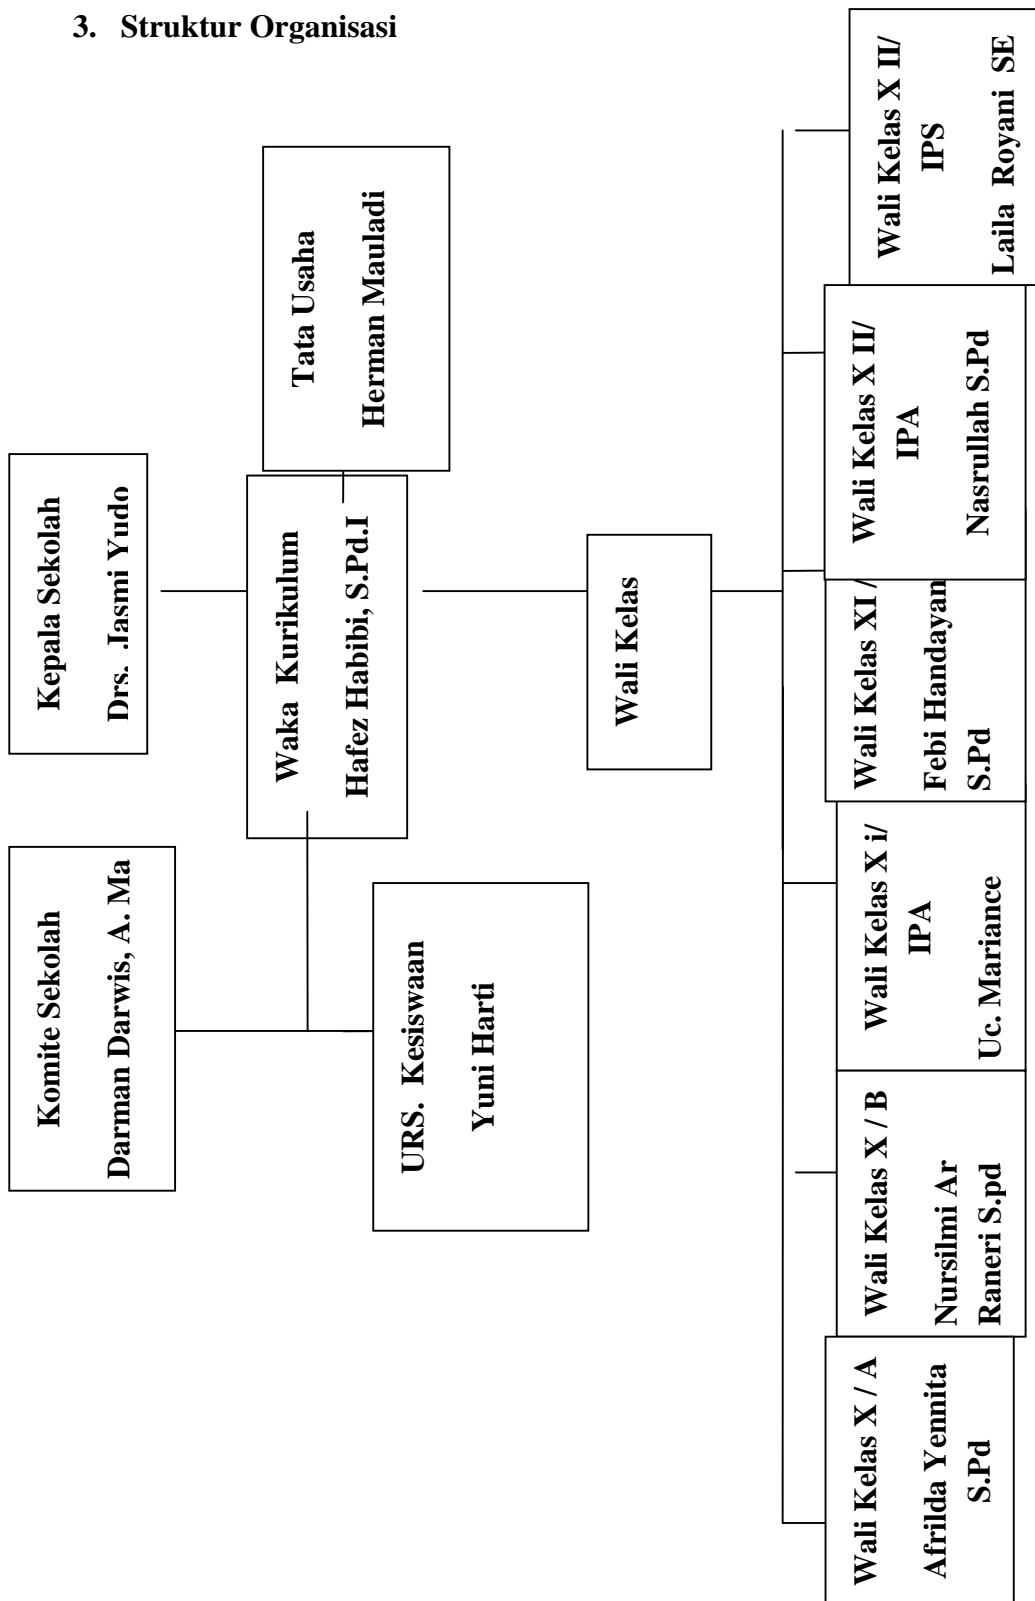 3. Struktur Organisasi
Kepala Sekolah
Drs. Jasmi Yudo
Komite Sekolah
Darman Darwis, A. Ma
Waka Kurikulum
Hafez Habibi, S.Pd.I
Tata Usaha
Herman Mauladi
URS. Kesiswaan
Yuni Harti
Wali Kelas
Wali Kelas X / A
Afrilda Yennita
S.Pd
Wali Kelas X / B
Nursilmi Ar
Raneri S.pd
Wali Kelas X i/
IPA
Uc. Mariance
Wali Kelas XI /
Febi Handayan
S.Pd
Wali Kelas X II/
IPA
Nasrullah S.Pd
Wali Kelas X II/
IPS
Laila Royani SE